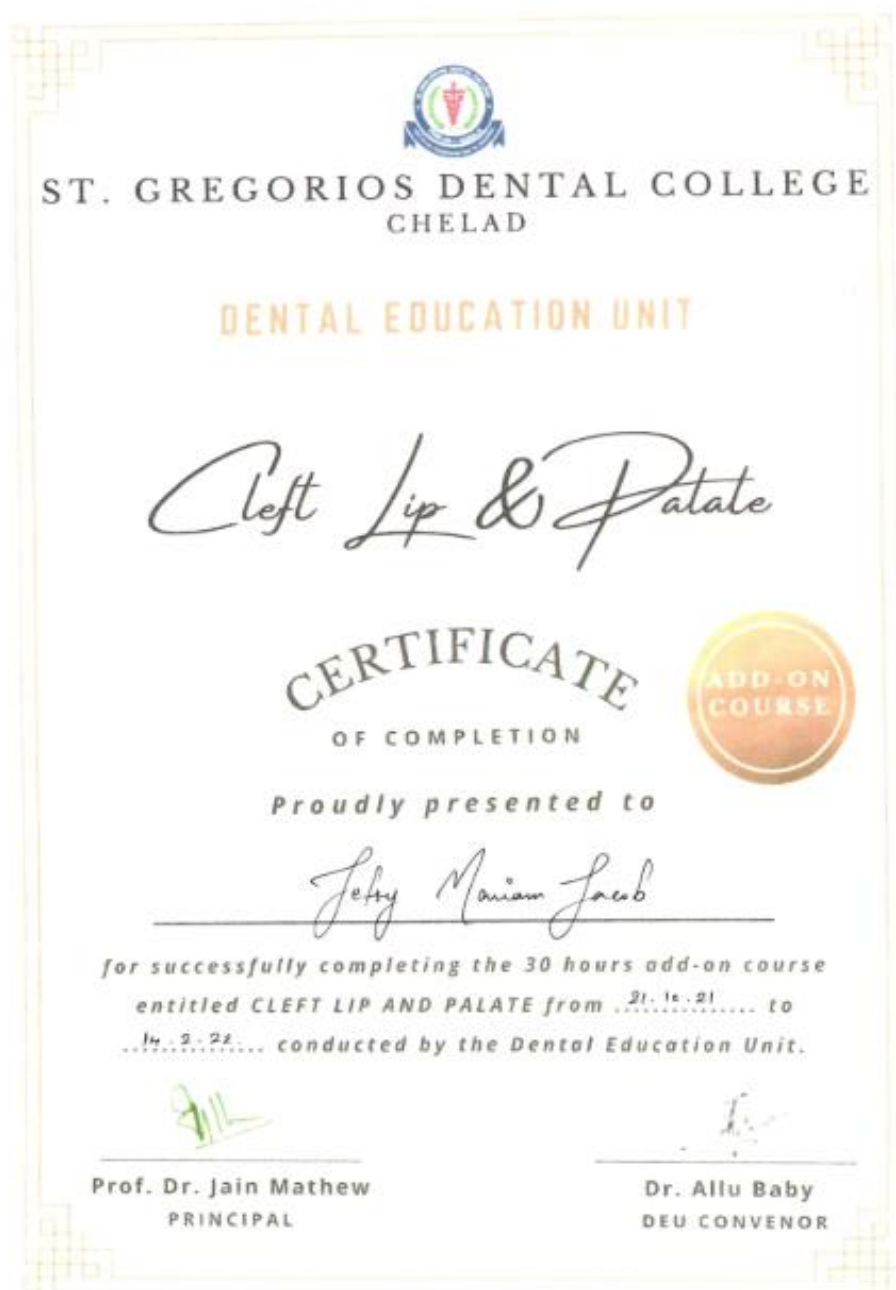 ST. GREGORIOS DENTAL COLLEGE
CHELAD
DENTAL EDUCATION UNIT
Cleft Lip & Palate
CERTIFICATE
OF COMPLETION
ADD-ON
COURSE
Proudly presented to
Mariam Jacob
for successfully completing the 30 hours add-on course
entitled CLEFT LIP AND PALATE from 21.10.21 to
14.2.22. conducted by the Dental Education Unit.
Prof. Dr. Jain Mathew
PRINCIPAL
Dr. Allu Baby
DEU CONVENOR